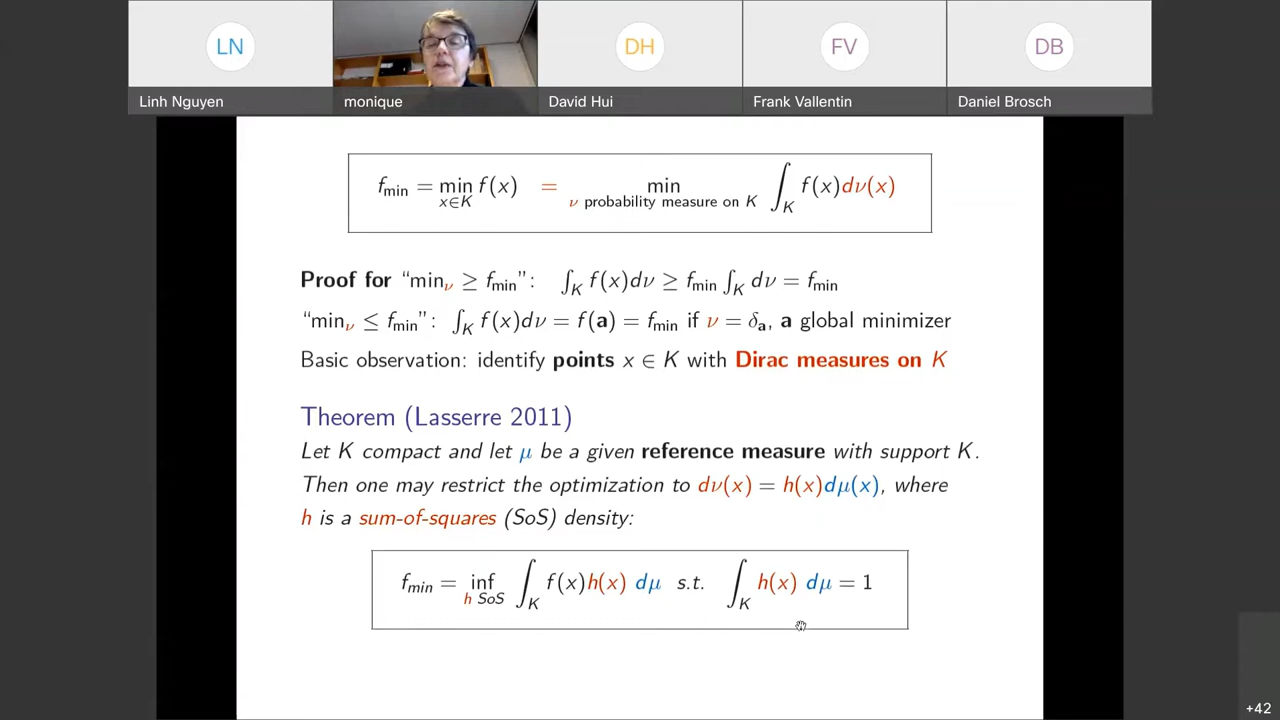 LN
DH
FV
DB
Linh Nguyen
monique
David Hui
Frank Vallentin
Daniel Brosch
f_min = min_{x∈K} f(x) = min_{ν probability measure on K} ∫_K f(x)dν(x)
Proof for “min_ν ≥ f_min”: ∫_K f(x)dν ≥ f_min ∫_K dν = f_min
“min_ν ≤ f_min”: ∫_K f(x)dν = f(a) = f_min if ν = δ_a, a global minimizer
Basic observation: identify points x ∈ K with Dirac measures on K
Theorem (Lasserre 2011)
Let K compact and let μ be a given reference measure with support K.
Then one may restrict the optimization to dν(x) = h(x)dμ(x), where
h is a sum-of-squares (SoS) density:
f_min = inf_{h SoS} ∫_K f(x)h(x) dμ s.t. ∫_K h(x) dμ = 1
+42